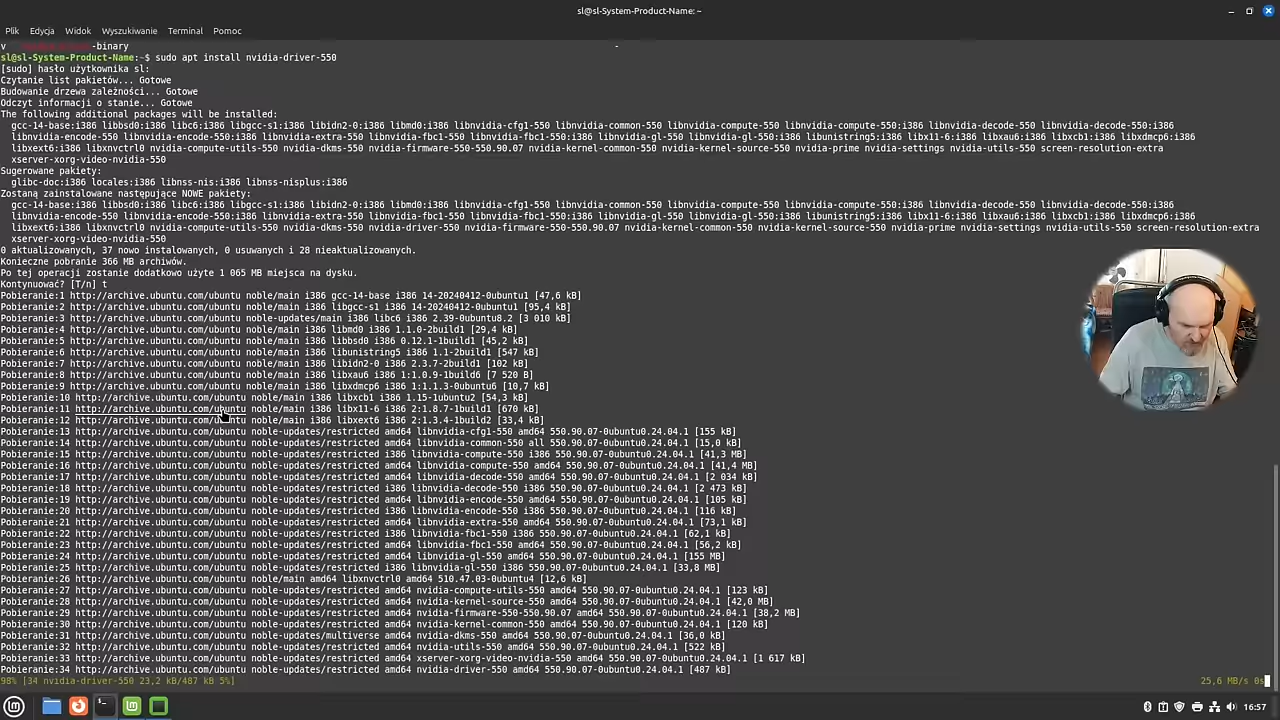 sl@sl-System-Product-Name: ~
Plik Edycja Widok Wyszukiwanie Terminal Pomoc
v -binary -
sl@sl-System-Product-Name:~$ sudo apt install nvidia-driver-550
[sudo] hasło użytkownika sl:
Czytanie list pakietów... Gotowe
Budowanie drzewa zależności... Gotowe
Odczyt informacji o stanie... Gotowe
The following additional packages will be installed:
gcc-14-base:i386 libbsd0:i386 libc6:i386 libgcc-s1:i386 libidn2-0:i386 libmd0:i386 libnvidia-cfg1-550 libnvidia-common-550 libnvidia-compute-550 libnvidia-compute-550:i386 libnvidia-decode-550 libnvidia-decode-550:i386
libnvidia-encode-550 libnvidia-encode-550:i386 libnvidia-extra-550 libnvidia-fbc1-550 libnvidia-fbc1-550:i386 libnvidia-gl-550 libnvidia-gl-550:i386 libunistring5:i386 libx11-6:i386 libxau6:i386 libxcb1:i386 libxdmcp6:i386
libxext6:i386 libxnvctrl0 nvidia-compute-utils-550 nvidia-dkms-550 nvidia-firmware-550-550.90.07 nvidia-kernel-common-550 nvidia-kernel-source-550 nvidia-prime nvidia-settings nvidia-utils-550 screen-resolution-extra
xserver-xorg-video-nvidia-550
Sugerowane pakiety:
glibc-doc:i386 locales:i386 libnss-nis:i386 libnss-nisplus:i386
Zostaną zainstalowane następujące NOWE pakiety:
gcc-14-base:i386 libbsd0:i386 libc6:i386 libgcc-s1:i386 libidn2-0:i386 libmd0:i386 libnvidia-cfg1-550 libnvidia-common-550 libnvidia-compute-550 libnvidia-compute-550:i386 libnvidia-decode-550 libnvidia-decode-550:i386
libnvidia-encode-550 libnvidia-encode-550:i386 libnvidia-extra-550 libnvidia-fbc1-550 libnvidia-fbc1-550:i386 libnvidia-gl-550 libnvidia-gl-550:i386 libunistring5:i386 libx11-6:i386 libxau6:i386 libxcb1:i386 libxdmcp6:i386
libxext6:i386 libxnvctrl0 nvidia-compute-utils-550 nvidia-dkms-550 nvidia-driver-550 nvidia-firmware-550-550.90.07 nvidia-kernel-common-550 nvidia-kernel-source-550 nvidia-prime nvidia-settings nvidia-utils-550 screen-resolution-extra
xserver-xorg-video-nvidia-550
0 aktualizowanych, 37 nowo instalowanych, 0 usuwanych i 28 nieaktualizowanych.
Konieczne pobranie 366 MB archiwów.
Po tej operacji zostanie dodatkowo użyte 1 065 MB miejsca na dysku.
Kontynuować? [T/n] t
Pobieranie:1 http://archive.ubuntu.com/ubuntu noble/main i386 gcc-14-base i386 14-20240412-0ubuntu1 [47,6 kB]
Pobieranie:2 http://archive.ubuntu.com/ubuntu noble/main i386 libgcc-s1 i386 14-20240412-0ubuntu1 [95,4 kB]
Pobieranie:3 http://archive.ubuntu.com/ubuntu noble-updates/main i386 libc6 i386 2.39-0ubuntu8.2 [3 010 kB]
Pobieranie:4 http://archive.ubuntu.com/ubuntu noble/main i386 libmd0 i386 1.1.0-2build1 [29,4 kB]
Pobieranie:5 http://archive.ubuntu.com/ubuntu noble/main i386 libbsd0 i386 0.12.1-1build1 [45,2 kB]
Pobieranie:6 http://archive.ubuntu.com/ubuntu noble/main i386 libunistring5 i386 1.1-2build1 [547 kB]
Pobieranie:7 http://archive.ubuntu.com/ubuntu noble/main i386 libidn2-0 i386 2.3.7-2build1 [102 kB]
Pobieranie:8 http://archive.ubuntu.com/ubuntu noble/main i386 libxau6 i386 1:1.0.9-1build6 [7 520 B]
Pobieranie:9 http://archive.ubuntu.com/ubuntu noble/main i386 libxdmcp6 i386 1:1.1.3-0ubuntu6 [10,7 kB]
Pobieranie:10 http://archive.ubuntu.com/ubuntu noble/main i386 libxcb1 i386 1.15-1ubuntu2 [54,3 kB]
Pobieranie:11 http://archive.ubuntu.com/ubuntu noble/main i386 libx11-6 i386 2:1.8.7-1build1 [670 kB]
Pobieranie:12 http://archive.ubuntu.com/ubuntu noble/main i386 libxext6 i386 2:1.3.4-1build2 [33,4 kB]
Pobieranie:13 http://archive.ubuntu.com/ubuntu noble-updates/restricted amd64 libnvidia-cfg1-550 amd64 550.90.07-0ubuntu0.24.04.1 [155 kB]
Pobieranie:14 http://archive.ubuntu.com/ubuntu noble-updates/restricted amd64 libnvidia-common-550 all 550.90.07-0ubuntu0.24.04.1 [15,0 kB]
Pobieranie:15 http://archive.ubuntu.com/ubuntu noble-updates/restricted i386 libnvidia-compute-550 i386 550.90.07-0ubuntu0.24.04.1 [41,3 MB]
Pobieranie:16 http://archive.ubuntu.com/ubuntu noble-updates/restricted amd64 libnvidia-compute-550 amd64 550.90.07-0ubuntu0.24.04.1 [41,4 MB]
Pobieranie:17 http://archive.ubuntu.com/ubuntu noble-updates/restricted amd64 libnvidia-decode-550 amd64 550.90.07-0ubuntu0.24.04.1 [2 034 kB]
Pobieranie:18 http://archive.ubuntu.com/ubuntu noble-updates/restricted i386 libnvidia-decode-550 i386 550.90.07-0ubuntu0.24.04.1 [2 473 kB]
Pobieranie:19 http://archive.ubuntu.com/ubuntu noble-updates/restricted amd64 libnvidia-encode-550 amd64 550.90.07-0ubuntu0.24.04.1 [105 kB]
Pobieranie:20 http://archive.ubuntu.com/ubuntu noble-updates/restricted i386 libnvidia-encode-550 i386 550.90.07-0ubuntu0.24.04.1 [116 kB]
Pobieranie:21 http://archive.ubuntu.com/ubuntu noble-updates/restricted amd64 libnvidia-extra-550 amd64 550.90.07-0ubuntu0.24.04.1 [73,1 kB]
Pobieranie:22 http://archive.ubuntu.com/ubuntu noble-updates/restricted i386 libnvidia-fbc1-550 i386 550.90.07-0ubuntu0.24.04.1 [62,1 kB]
Pobieranie:23 http://archive.ubuntu.com/ubuntu noble-updates/restricted amd64 libnvidia-fbc1-550 amd64 550.90.07-0ubuntu0.24.04.1 [56,2 kB]
Pobieranie:24 http://archive.ubuntu.com/ubuntu noble-updates/restricted amd64 libnvidia-gl-550 amd64 550.90.07-0ubuntu0.24.04.1 [155 MB]
Pobieranie:25 http://archive.ubuntu.com/ubuntu noble-updates/restricted i386 libnvidia-gl-550 i386 550.90.07-0ubuntu0.24.04.1 [33,8 MB]
Pobieranie:26 http://archive.ubuntu.com/ubuntu noble/main amd64 libxnvctrl0 amd64 510.47.03-0ubuntu4 [12,6 kB]
Pobieranie:27 http://archive.ubuntu.com/ubuntu noble-updates/restricted amd64 nvidia-compute-utils-550 amd64 550.90.07-0ubuntu0.24.04.1 [123 kB]
Pobieranie:28 http://archive.ubuntu.com/ubuntu noble-updates/restricted amd64 nvidia-kernel-source-550 amd64 550.90.07-0ubuntu0.24.04.1 [42,0 MB]
Pobieranie:29 http://archive.ubuntu.com/ubuntu noble-updates/restricted amd64 nvidia-firmware-550-550.90.07 amd64 550.90.07-0ubuntu0.24.04.1 [38,2 MB]
Pobieranie:30 http://archive.ubuntu.com/ubuntu noble-updates/restricted amd64 nvidia-kernel-common-550 amd64 550.90.07-0ubuntu0.24.04.1 [120 kB]
Pobieranie:31 http://archive.ubuntu.com/ubuntu noble-updates/multiverse amd64 nvidia-dkms-550 amd64 550.90.07-0ubuntu0.24.04.1 [36,0 kB]
Pobieranie:32 http://archive.ubuntu.com/ubuntu noble-updates/restricted amd64 nvidia-utils-550 amd64 550.90.07-0ubuntu0.24.04.1 [522 kB]
Pobieranie:33 http://archive.ubuntu.com/ubuntu noble-updates/restricted amd64 xserver-xorg-video-nvidia-550 amd64 550.90.07-0ubuntu0.24.04.1 [1 617 kB]
Pobieranie:34 http://archive.ubuntu.com/ubuntu noble-updates/restricted amd64 nvidia-driver-550 amd64 550.90.07-0ubuntu0.24.04.1 [487 kB]
98% [34 nvidia-driver-550 23,2 kB/487 kB 5%] 25,6 MB/s 0s
16:57